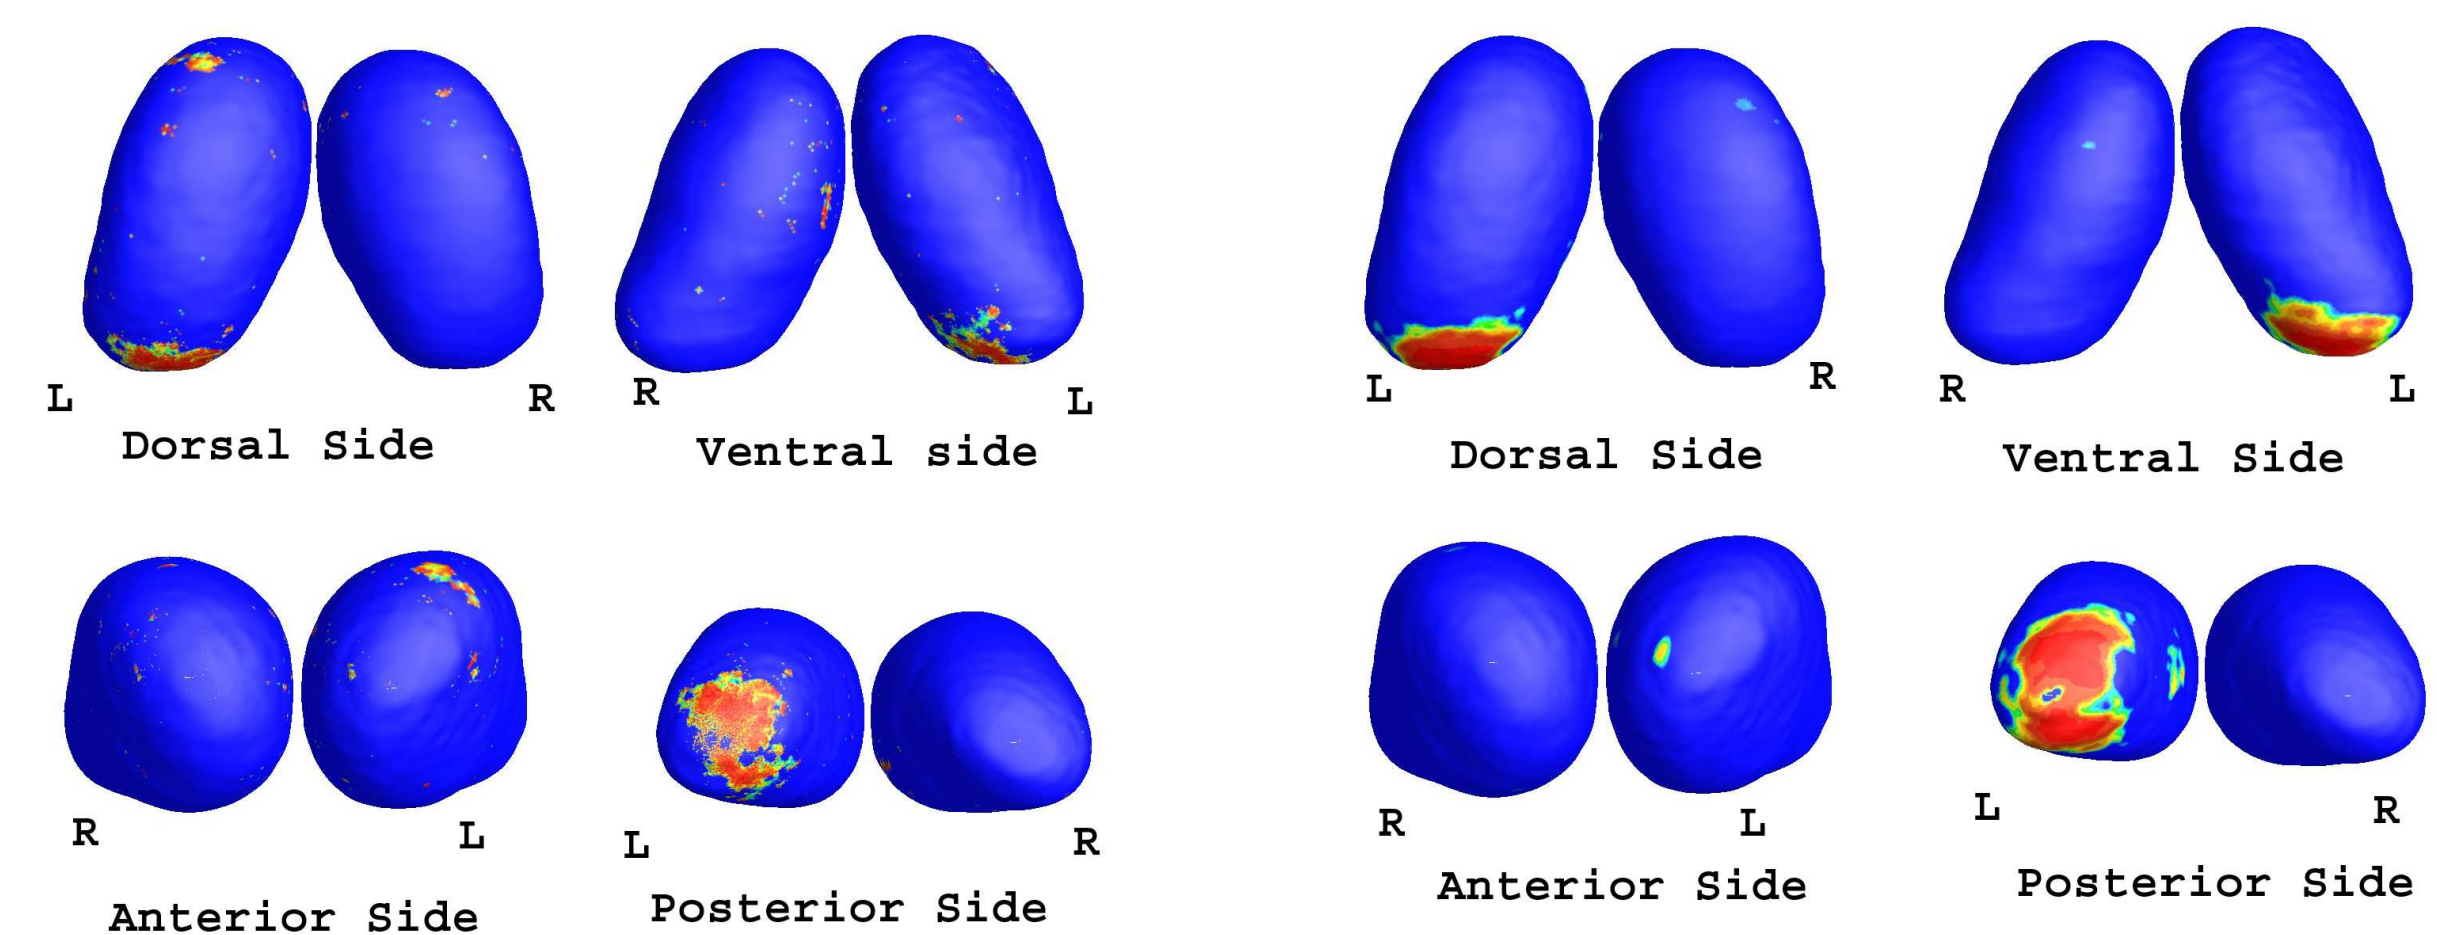 L R R L L R R L
Dorsal Side Ventral side Dorsal Side Ventral Side
R L L R R L L R
Anterior Side Posterior Side Anterior Side Posterior Side